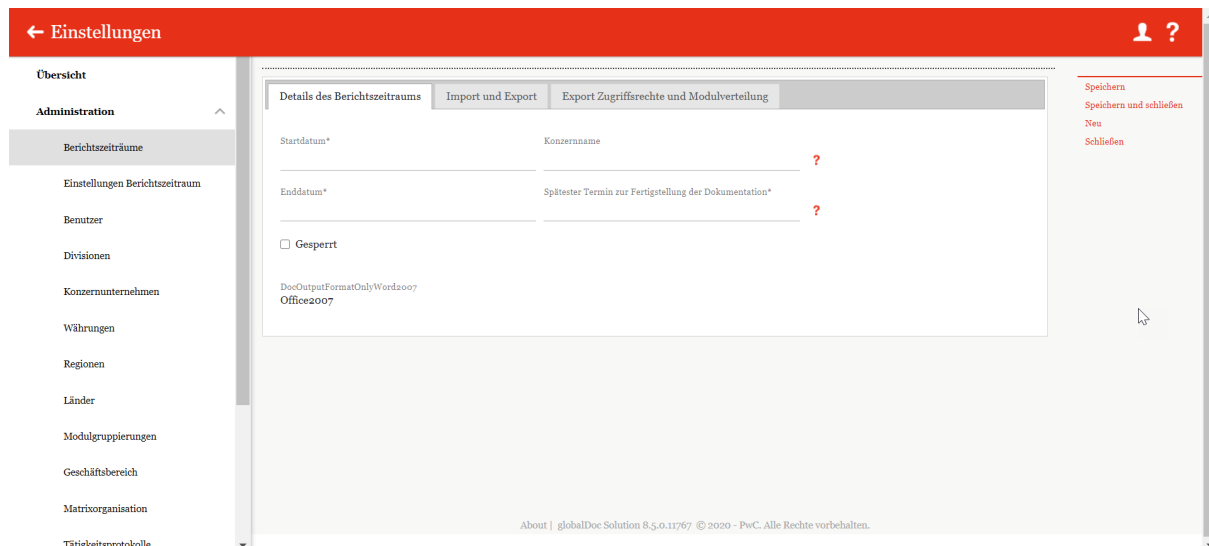 ← Einstellungen
?
Übersicht
Administration
Berichtszeiträume
Einstellungen Berichtszeitraum
Benutzer
Divisionen
Konzernunternehmen
Währungen
Regionen
Länder
Modulgruppierungen
Geschäftsbereich
Matrixorganisation
Tätigkeitsprotokolle
Details des Berichtszeitraums Import und Export Export Zugriffsrechte und Modulverteilung
Startdatum* Konzernname
?
Enddatum* Spätester Termin zur Fertigstellung der Dokumentation*
?
Gesperrt
DocOutputFormatOnlyWord2007
Office2007
Speichern
Speichern und schließen
Neu
Schließen
About | globalDoc Solution 8.5.0.11767 © 2020 - PwC. Alle Rechte vorbehalten.